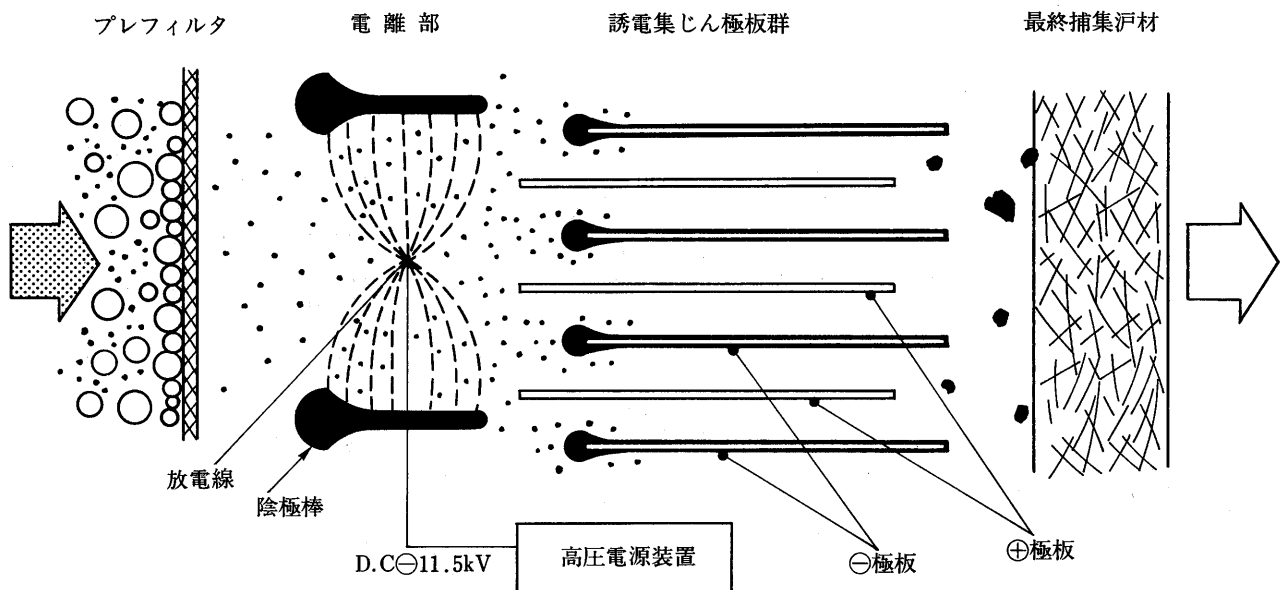 プレフィルタ
電離部
誘電集じん極板群
最終捕集沪材
放電線
陰極棒
D.C⊖11.5kV
高圧電源装置
⊖極板
⊕極板